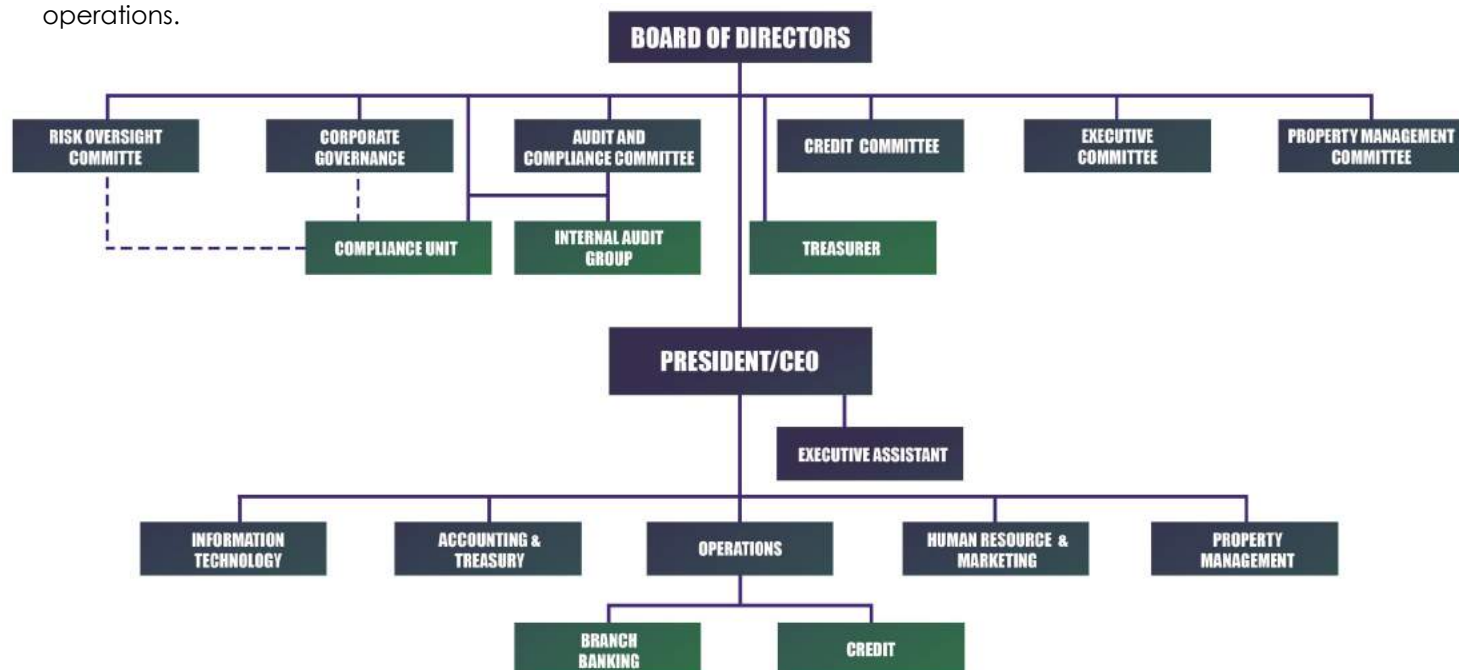 operations.
BOARD OF DIRECTORS
RISK OVERSIGHT
COMMITTE
CORPORATE
GOVERNANCE
AUDIT AND
COMPLIANCE COMMITTEE
CREDIT COMMITTEE
EXECUTIVE
COMMITTEE
PROPERTY MANAGEMENT
COMMITTEE
COMPLIANCE UNIT
INTERNAL AUDIT
GROUP
TREASURER
PRESIDENT/CEO
EXECUTIVE ASSISTANT
INFORMATION
TECHNOLOGY
ACCOUNTING &
TREASURY
OPERATIONS
HUMAN RESOURCE &
MARKETING
PROPERTY
MANAGEMENT
BRANCH
BANKING
CREDIT